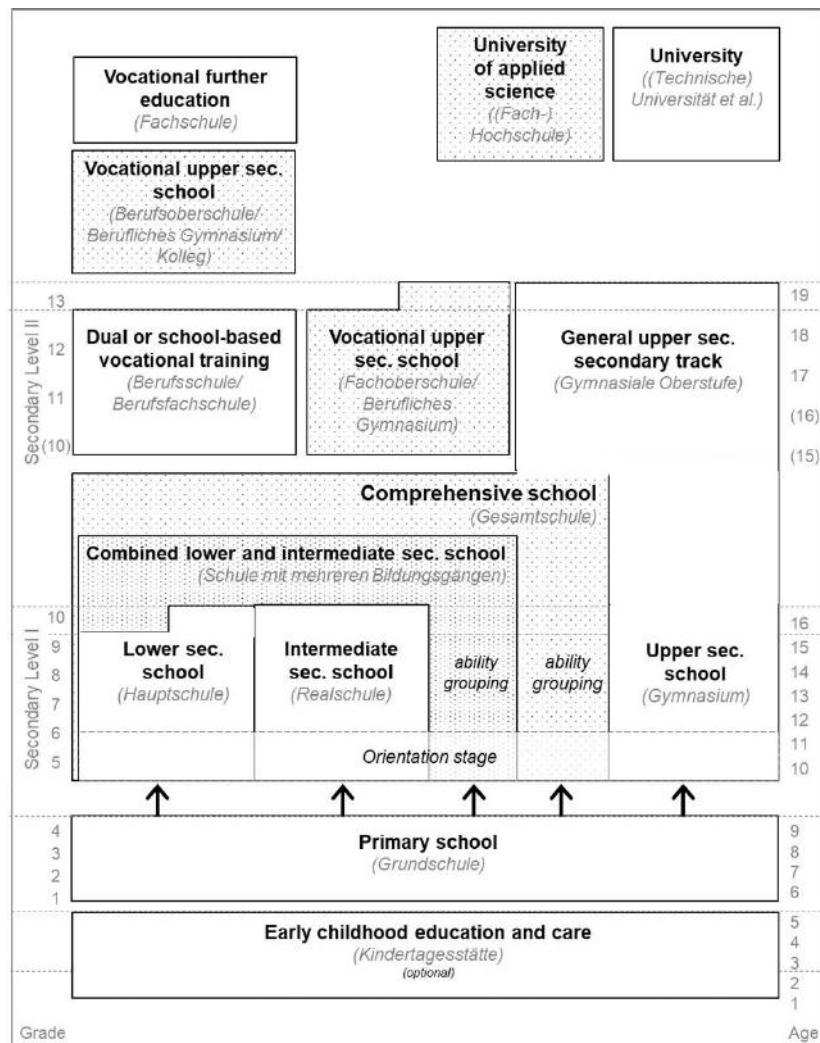 Vocational further
education
(Fachschule)
University
of applied
science
((Fach-)
Hochschule)
University
((Technische)
Universität et al.)
Vocational upper sec.
school
(Berufsoberschule/
Berufliches Gymnasium/
Kolleg)
Secondary Level II
13
12
11
(10)
Dual or school-based
vocational training
(Berufsschule/
Berufsfachschule)
Vocational upper
sec. school
(Fachoberschule/
Berufliches
Gymnasium)
General upper sec.
secondary track
(Gymnasiale Oberstufe)
19
18
17
(16)
(15)
Comprehensive school
(Gesamtschule)
Combined lower and intermediate sec. school
(Schule mit mehreren Bildungsgängen)
Secondary Level I
10
9
8
7
6
5
Lower sec.
school
(Hauptschule)
Intermediate
sec. school
(Realschule)
ability
grouping
ability
grouping
Upper sec.
school
(Gymnasium)
Orientation stage
16
15
14
13
12
11
10
4
3
2
1
Primary school
(Grundschule)
9
8
7
6
Early childhood education and care
(Kindertagesstätte)
(optional)
5
4
3
2
1
Grade
Age